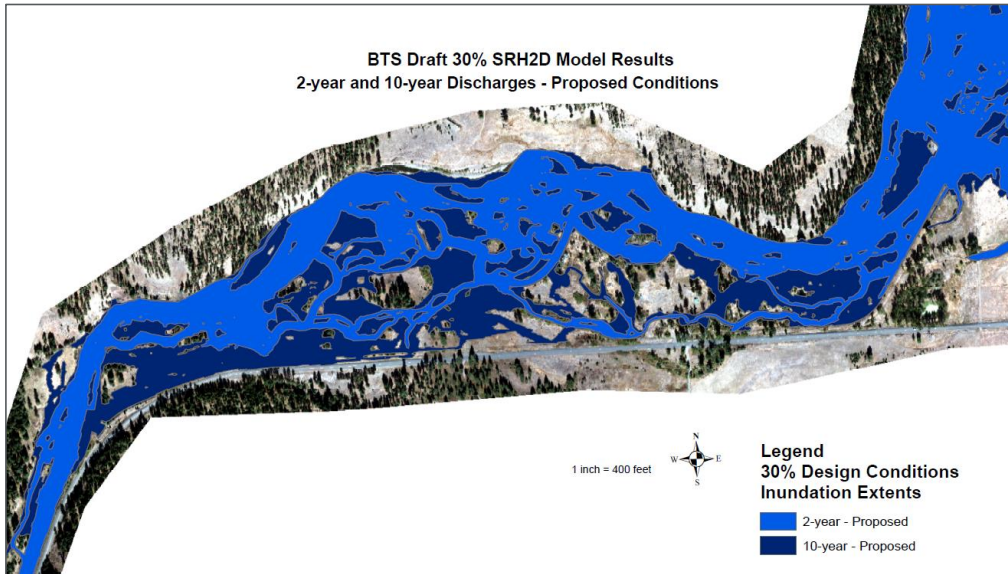 BTS Draft 30% SRH2D Model Results
2-year and 10-year Discharges - Proposed Conditions
1 inch = 400 feet
N
W E
S
Legend
30% Design Conditions
Inundation Extents
2-year - Proposed
10-year - Proposed